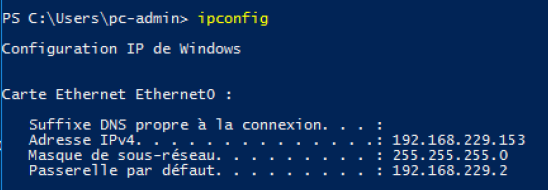 PS C:\Users\pc-admin> ipconfig
Configuration IP de Windows
Carte Ethernet Ethernet0 :
Suffixe DNS propre à la connexion. . . :
Adresse IPv4. . . . . . . . . . . . . .: 192.168.229.153
Masque de sous-réseau. . . . . . . . . : 255.255.255.0
Passerelle par défaut. . . . . . . . . : 192.168.229.2